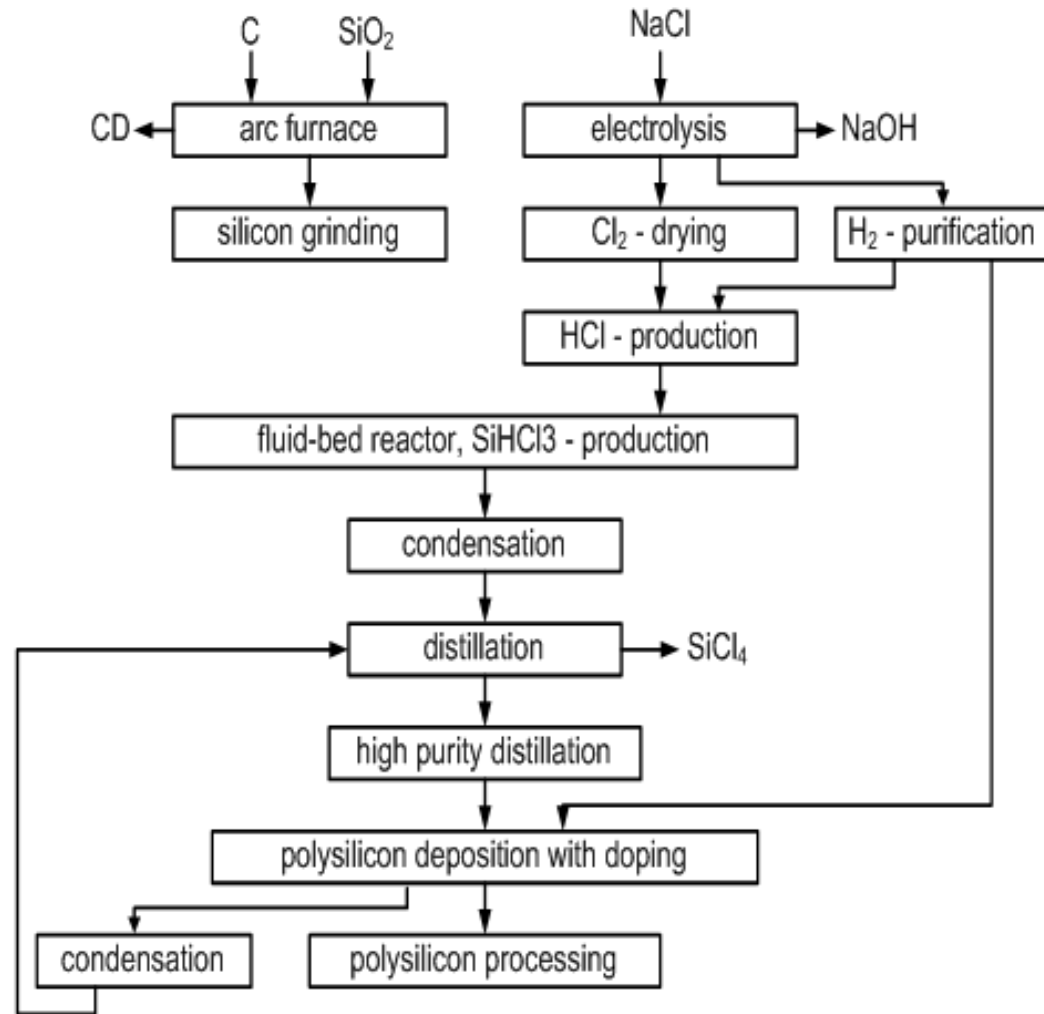 C
SiO₂
NaCl
CD
arc furnace
electrolysis
NaOH
silicon grinding
Cl₂ - drying
H₂ - purification
HCl - production
fluid-bed reactor, SiHCl3 - production
condensation
distillation
SiCl₄
high purity distillation
polysilicon deposition with doping
condensation
polysilicon processing